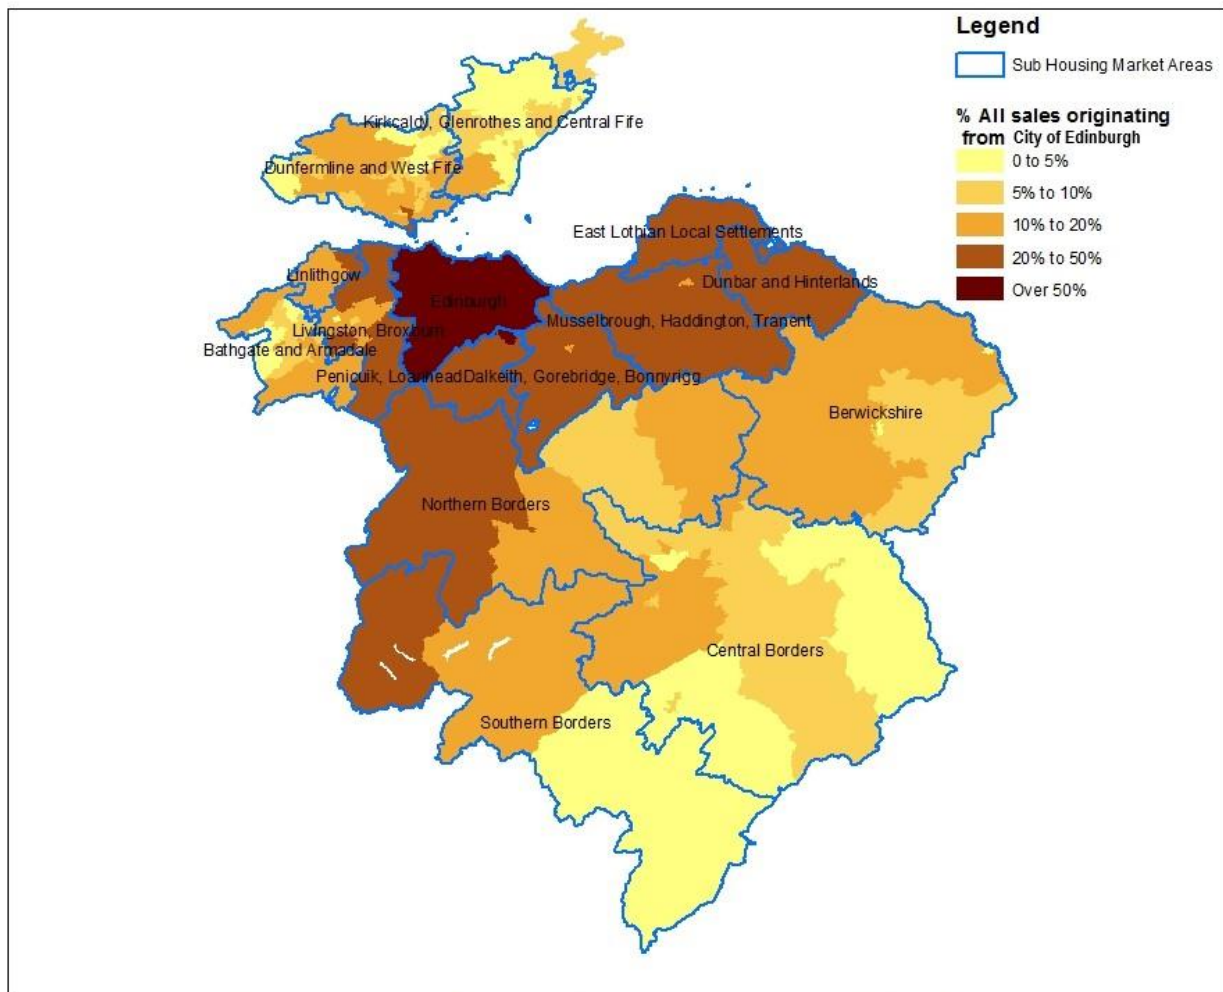 Legend
Sub Housing Market Areas
% All sales originating
from City of Edinburgh
0 to 5%
5% to 10%
10% to 20%
20% to 50%
Over 50%
Kirkcaldy, Glenrothes and Central Fife
Dunfermline and West Fife
East Lothian Local Settlements
Linlithgow
Dunbar and Hinterlands
Edinburgh
Musselbrough, Haddington, Tranent
Livingston, Broxburn
Bathgate and Armadale
Penicuik, Loanhead
Dalkeith, Gorebridge, Bonnyrigg
Berwickshire
Northern Borders
Central Borders
Southern Borders